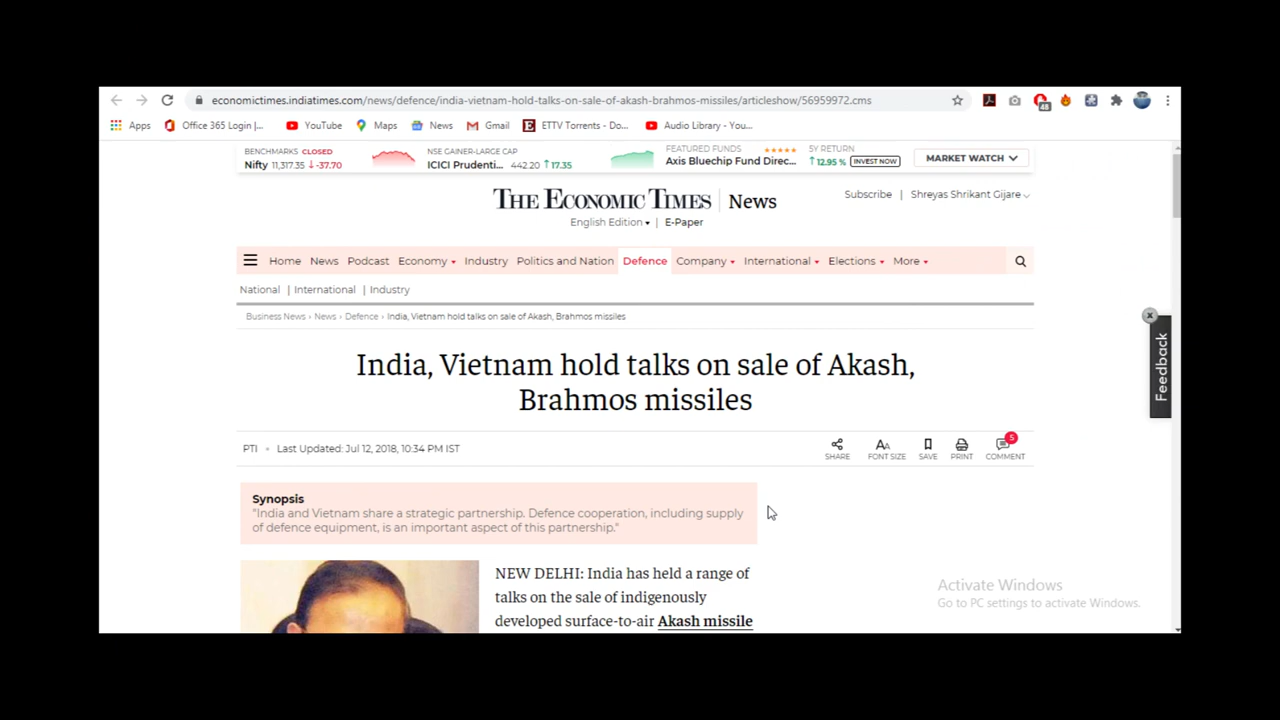 economictimes.indiatimes.com/news/defence/india-vietnam-hold-talks-on-sale-of-akash-brahmos-missiles/articleshow/56959972.cms
48
Apps Office 365 Login |... YouTube Maps News Gmail ETTV Torrents - Do... Audio Library - You...
BENCHMARKS CLOSED NSE GAINER-LARGE CAP FEATURED FUNDS ★★★★★ 5Y RETURN
Nifty 11,317.35 ↓ -37.70 ICICI Prudenti... 442.20 ↑ 17.35 Axis Bluechip Fund Direc... ↑ 12.95 % INVEST NOW MARKET WATCH
THE ECONOMIC TIMES | News
Subscribe | Shreyas Shrikant Gijare
English Edition ▾ | E-Paper
Home News Podcast Economy ▾ Industry Politics and Nation Defence Company ▾ International ▾ Elections ▾ More ▾
National | International | Industry
Business News › News › Defence › India, Vietnam hold talks on sale of Akash, Brahmos missiles
x
Feedback
India, Vietnam hold talks on sale of Akash,
Brahmos missiles
PTI • Last Updated: Jul 12, 2018, 10:34 PM IST
5
SHARE FONT SIZE SAVE PRINT COMMENT
Synopsis
"India and Vietnam share a strategic partnership. Defence cooperation, including supply
of defence equipment, is an important aspect of this partnership."
NEW DELHI: India has held a range of
talks on the sale of indigenously
developed surface-to-air Akash missile
Activate Windows
Go to PC settings to activate Windows.